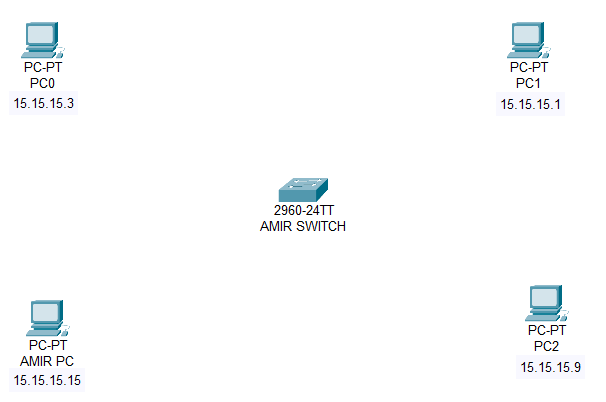 PC-PT
PC0
15.15.15.3
PC-PT
PC1
15.15.15.1
2960-24TT
AMIR SWITCH
PC-PT
AMIR PC
15.15.15.15
PC-PT
PC2
15.15.15.9